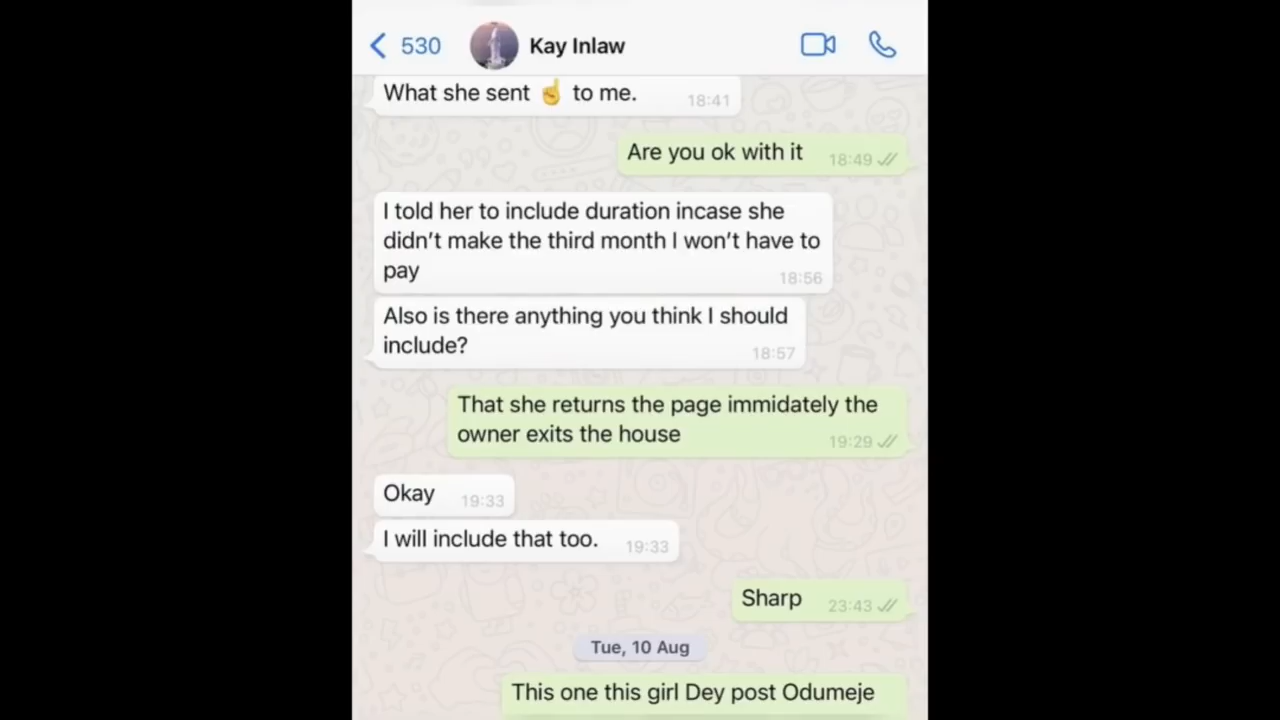 530
Kay Inlaw
What she sent ☝️ to me.
18:41
Are you ok with it
18:49
I told her to include duration incase she
didn’t make the third month I won’t have to
pay
18:56
Also is there anything you think I should
include?
18:57
That she returns the page immidately the
owner exits the house
19:29
Okay
19:33
I will include that too.
19:33
Sharp
23:43
Tue, 10 Aug
This one this girl Dey post Odumeje